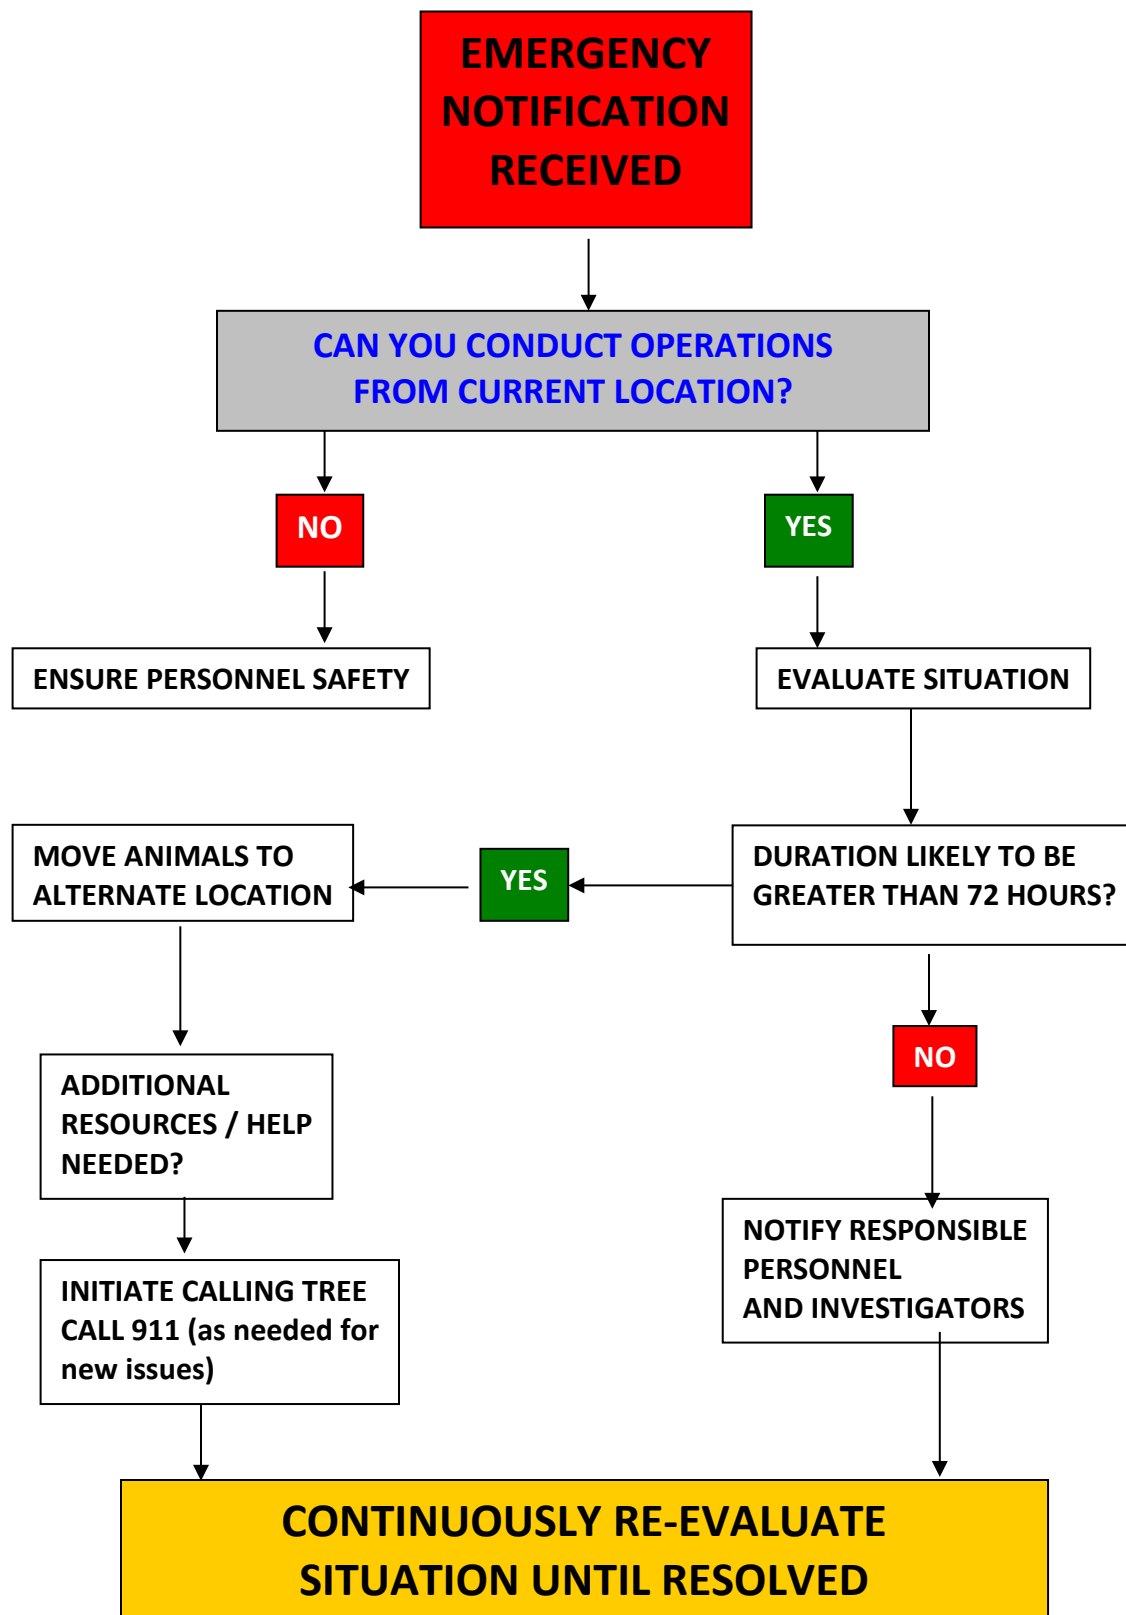 EMERGENCY
NOTIFICATION
RECEIVED
CAN YOU CONDUCT OPERATIONS
FROM CURRENT LOCATION?
NO
YES
ENSURE PERSONNEL SAFETY
EVALUATE SITUATION
MOVE ANIMALS TO
ALTERNATE LOCATION
YES
DURATION LIKELY TO BE
GREATER THAN 72 HOURS?
NO
ADDITIONAL
RESOURCES / HELP
NEEDED?
NOTIFY RESPONSIBLE
PERSONNEL
AND INVESTIGATORS
INITIATE CALLING TREE
CALL 911 (as needed for
new issues)
CONTINUOUSLY RE-EVALUATE
SITUATION UNTIL RESOLVED